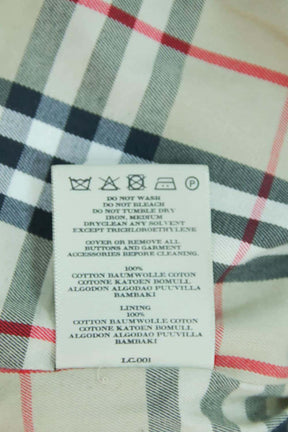 P
DO NOT WASH
DO NOT BLEACH
DO NOT TUMBLE DRY
IRON, MEDIUM
DRYCLEAN ANY SOLVENT
EXCEPT TRICHLOROETHYLENE
COVER OR REMOVE ALL
BUTTONS AND GARMENT
ACCESSORIES BEFORE CLEANING.
100%
COTTON BAUMWOLLE COTON
COTONE KATOEN BOMULL
ALGODON ALGODAO PUUVILLA
BAMBAKI
LINING
100%
COTTON BAUMWOLLE COTON
COTONE KATOEN BOMULL
ALGODON ALGODAO PUUVILLA
BAMBAKI
LC.001